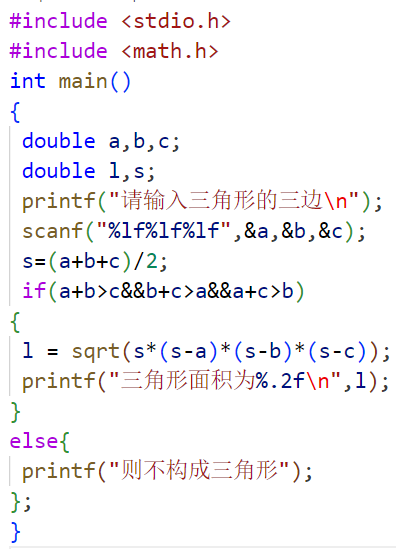 #include <stdio.h>
#include <math.h>
int main()
{
 double a,b,c;
 double l,s;
 printf("请输入三角形的三边\n");
 scanf("%lf%lf%lf",&a,&b,&c);
 s=(a+b+c)/2;
 if(a+b>c&&b+c>a&&a+c>b)
{
 l = sqrt(s*(s-a)*(s-b)*(s-c));
 printf("三角形面积为%.2f\n",l);
}
else{
 printf("则不构成三角形");
};
}